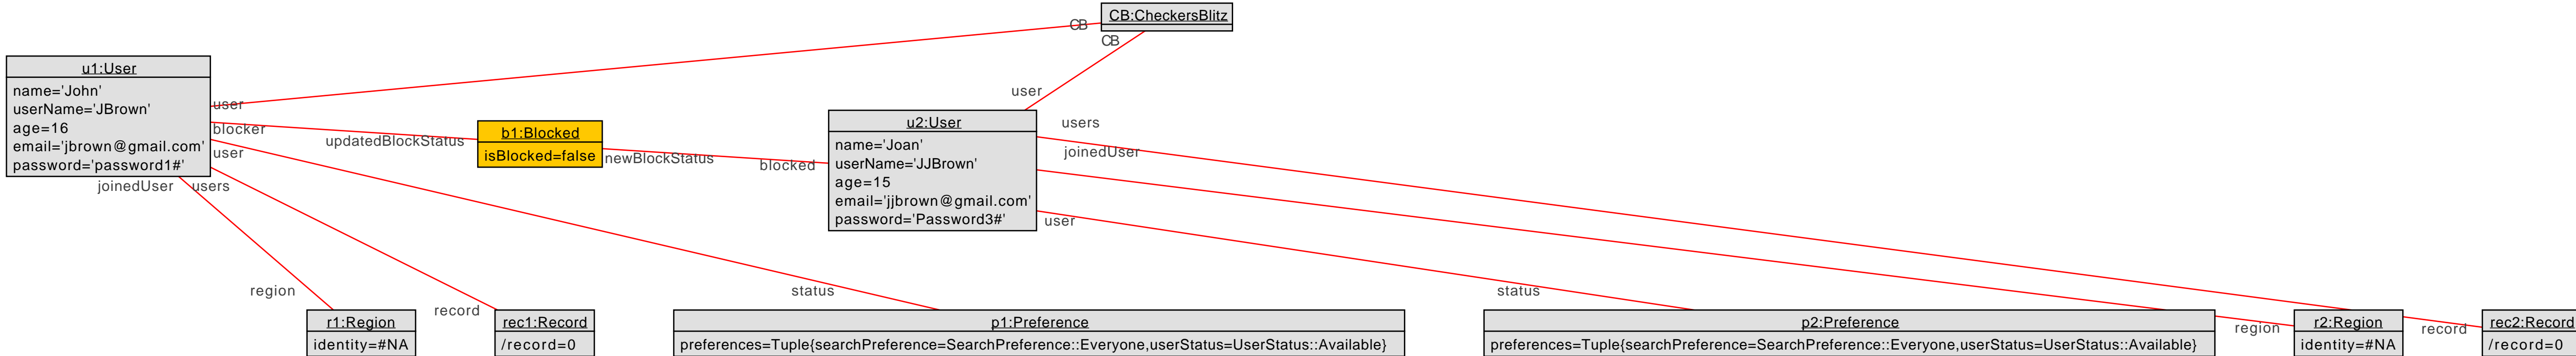 CB:CheckersBlitz
CB
CB
u1:User
name='John'
userName='JBrown'
age=16
email='jbrown@gmail.com'
password='password1#'
user
blocker
user
joinedUser
users
updatedBlockStatus
b1:Blocked
isBlocked=false
newBlockStatus
blocked
user
u2:User
name='Joan'
userName='JJBrown'
age=15
email='jjbrown@gmail.com'
password='Password3#'
users
joinedUser
user
region
record
status
status
region
record
r1:Region
identity=#NA
rec1:Record
/record=0
p1:Preference
preferences=Tuple{searchPreference=SearchPreference::Everyone,userStatus=UserStatus::Available}
p2:Preference
preferences=Tuple{searchPreference=SearchPreference::Everyone,userStatus=UserStatus::Available}
r2:Region
identity=#NA
rec2:Record
/record=0